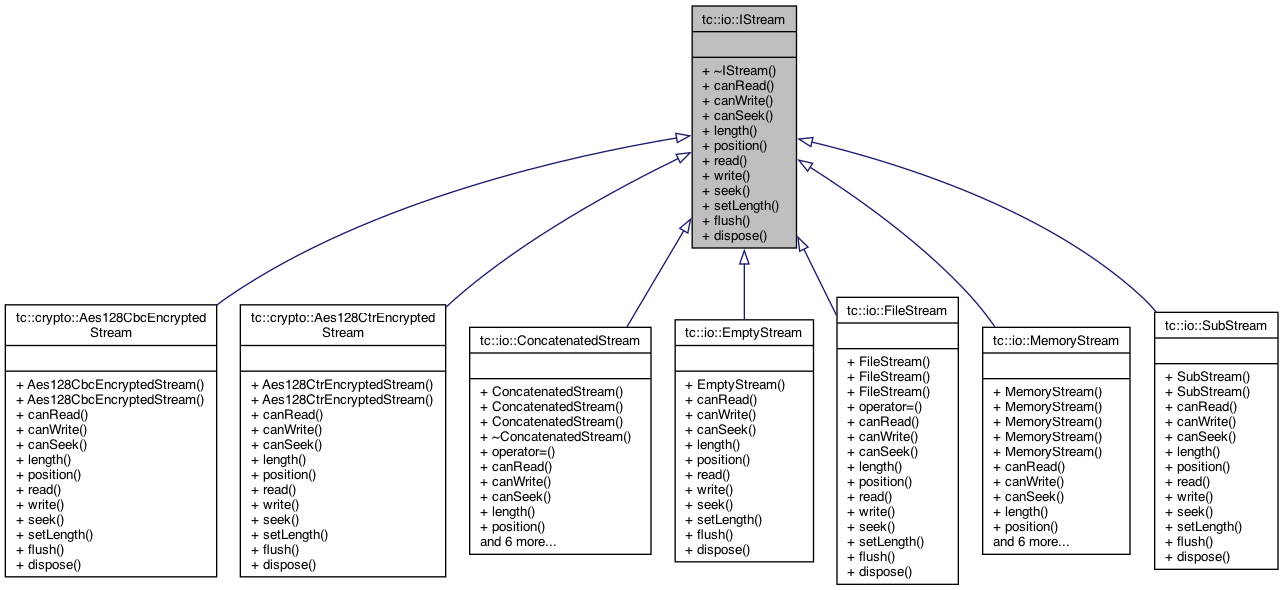 tc::io::IStream
+ ~IStream()
+ canRead()
+ canWrite()
+ canSeek()
+ length()
+ position()
+ read()
+ write()
+ seek()
+ setLength()
+ flush()
+ dispose()
tc::crypto::Aes128CbcEncrypted
Stream
+ Aes128CbcEncryptedStream()
+ Aes128CbcEncryptedStream()
+ canRead()
+ canWrite()
+ canSeek()
+ length()
+ position()
+ read()
+ write()
+ seek()
+ setLength()
+ flush()
+ dispose()
tc::crypto::Aes128CtrEncrypted
Stream
+ Aes128CtrEncryptedStream()
+ Aes128CtrEncryptedStream()
+ canRead()
+ canWrite()
+ canSeek()
+ length()
+ position()
+ read()
+ write()
+ seek()
+ setLength()
+ flush()
+ dispose()
tc::io::ConcatenatedStream
+ ConcatenatedStream()
+ ConcatenatedStream()
+ ConcatenatedStream()
+ ~ConcatenatedStream()
+ operator=()
+ canRead()
+ canWrite()
+ canSeek()
+ length()
+ position()
and 6 more...
tc::io::EmptyStream
+ EmptyStream()
+ canRead()
+ canWrite()
+ canSeek()
+ length()
+ position()
+ read()
+ write()
+ seek()
+ setLength()
+ flush()
+ dispose()
tc::io::FileStream
+ FileStream()
+ FileStream()
+ FileStream()
+ operator=()
+ canRead()
+ canWrite()
+ canSeek()
+ length()
+ position()
+ read()
+ write()
+ seek()
+ setLength()
+ flush()
+ dispose()
tc::io::MemoryStream
+ MemoryStream()
+ MemoryStream()
+ MemoryStream()
+ MemoryStream()
+ MemoryStream()
+ canRead()
+ canWrite()
+ canSeek()
+ length()
+ position()
and 6 more...
tc::io::SubStream
+ SubStream()
+ SubStream()
+ canRead()
+ canWrite()
+ canSeek()
+ length()
+ position()
+ read()
+ write()
+ seek()
+ setLength()
+ flush()
+ dispose()